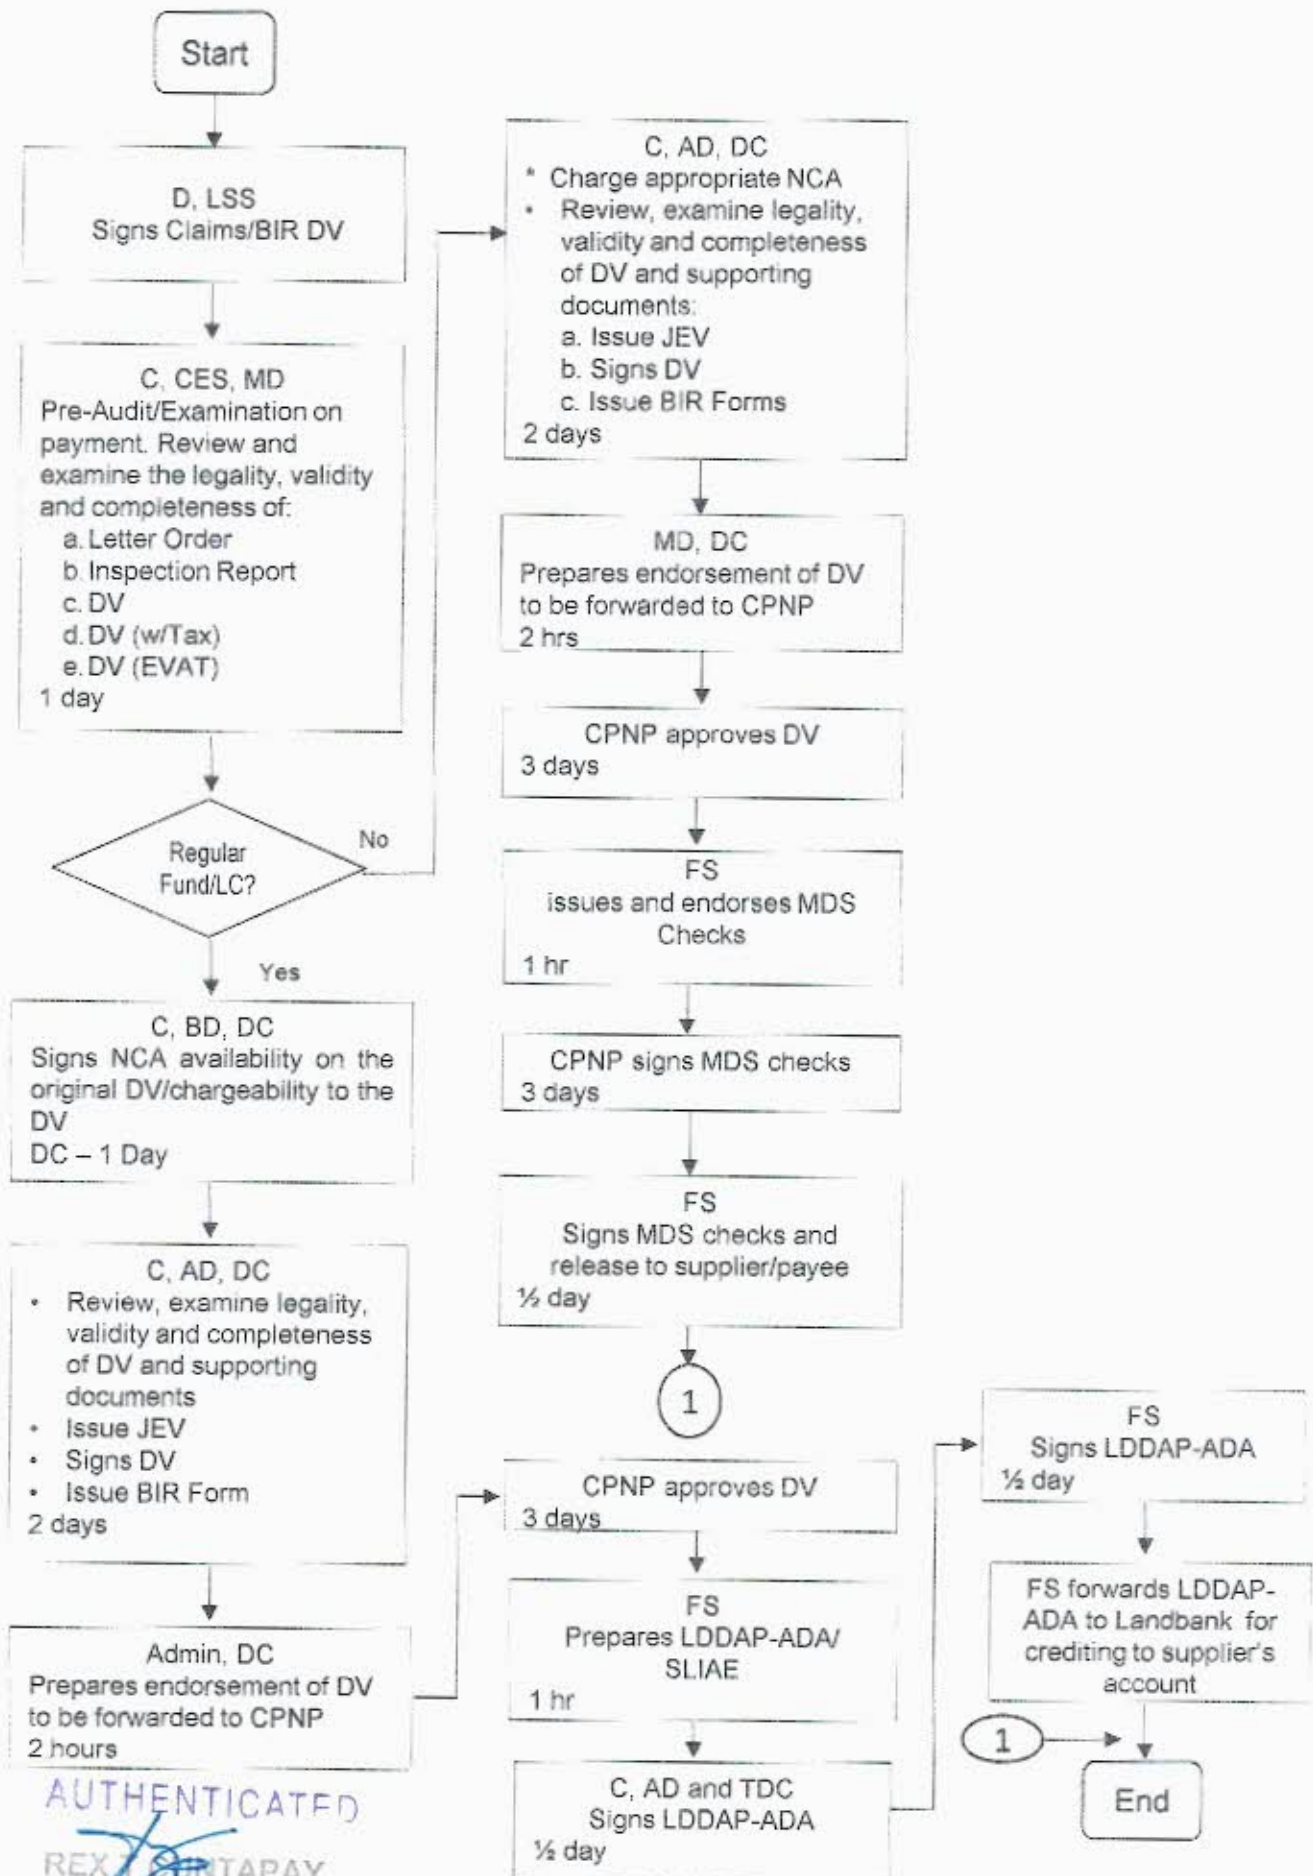 Start
D, LSS
Signs Claims/BIR DV
C, CES, MD
Pre-Audit/Examination on
payment. Review and
examine the legality, validity
and completeness of:
a. Letter Order
b. Inspection Report
c. DV
d. DV (w/Tax)
e. DV (EVAT)
1 day
Regular
Fund/LC?
No
Yes
C, BD, DC
Signs NCA availability on the
original DV/chargeability to the
DV
DC – 1 Day
C, AD, DC
• Review, examine legality,
validity and completeness
of DV and supporting
documents
• Issue JEV
• Signs DV
• Issue BIR Form
2 days
Admin, DC
Prepares endorsement of DV
to be forwarded to CPNP
2 hours
C, AD, DC
* Charge appropriate NCA
• Review, examine legality,
validity and completeness
of DV and supporting
documents:
a. Issue JEV
b. Signs DV
c. Issue BIR Forms
2 days
MD, DC
Prepares endorsement of DV
to be forwarded to CPNP
2 hrs
CPNP approves DV
3 days
FS
issues and endorses MDS
Checks
1 hr
CPNP signs MDS checks
3 days
FS
Signs MDS checks and
release to supplier/payee
½ day
1
CPNP approves DV
3 days
FS
Prepares LDDAP-ADA/
SLIAE
1 hr
C, AD and TDC
Signs LDDAP-ADA
½ day
FS
Signs LDDAP-ADA
½ day
FS forwards LDDAP-
ADA to Landbank for
crediting to supplier's
account
1
End
AUTHENTICATED
REX